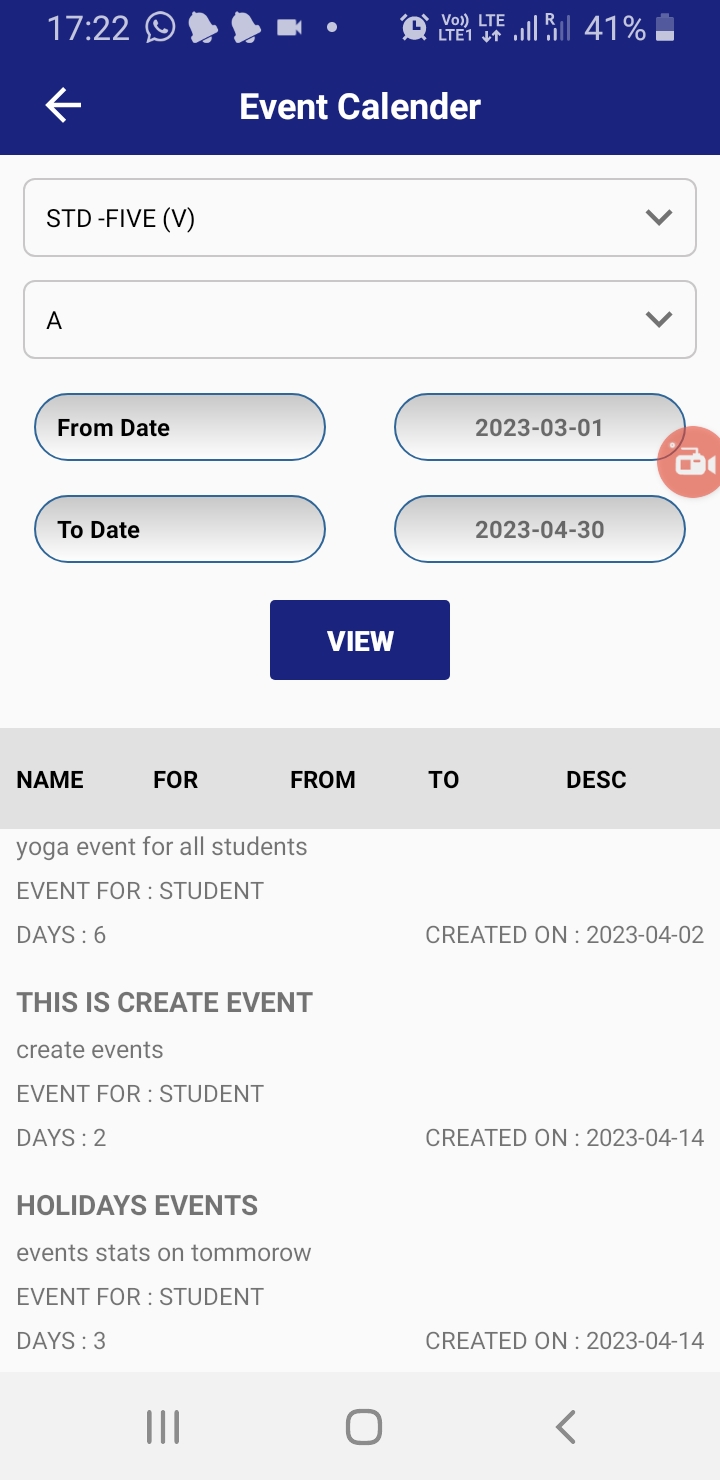 17:22 Vo)) LTE1 LTE R 41%
Event Calender
STD -FIVE (V)
A
From Date 2023-03-01
To Date 2023-04-30
VIEW
NAME FOR FROM TO DESC
yoga event for all students
EVENT FOR : STUDENT
DAYS : 6 CREATED ON : 2023-04-02
THIS IS CREATE EVENT
create events
EVENT FOR : STUDENT
DAYS : 2 CREATED ON : 2023-04-14
HOLIDAYS EVENTS
events stats on tommorow
EVENT FOR : STUDENT
DAYS : 3 CREATED ON : 2023-04-14